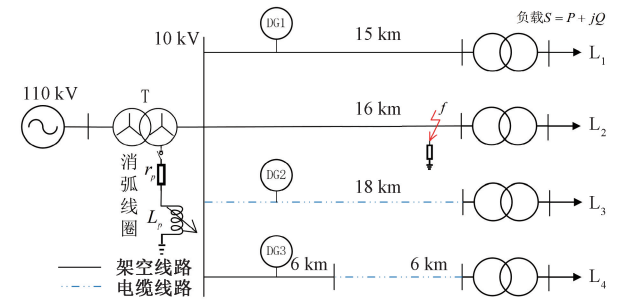 DG1
负载S = P + jQ
10 kV
15 km
L1
110 kV
T
16 km
f
L2
消弧线圈
rp
Lp
DG2
18 km
L3
DG3
6 km
6 km
L4
架空线路
电缆线路